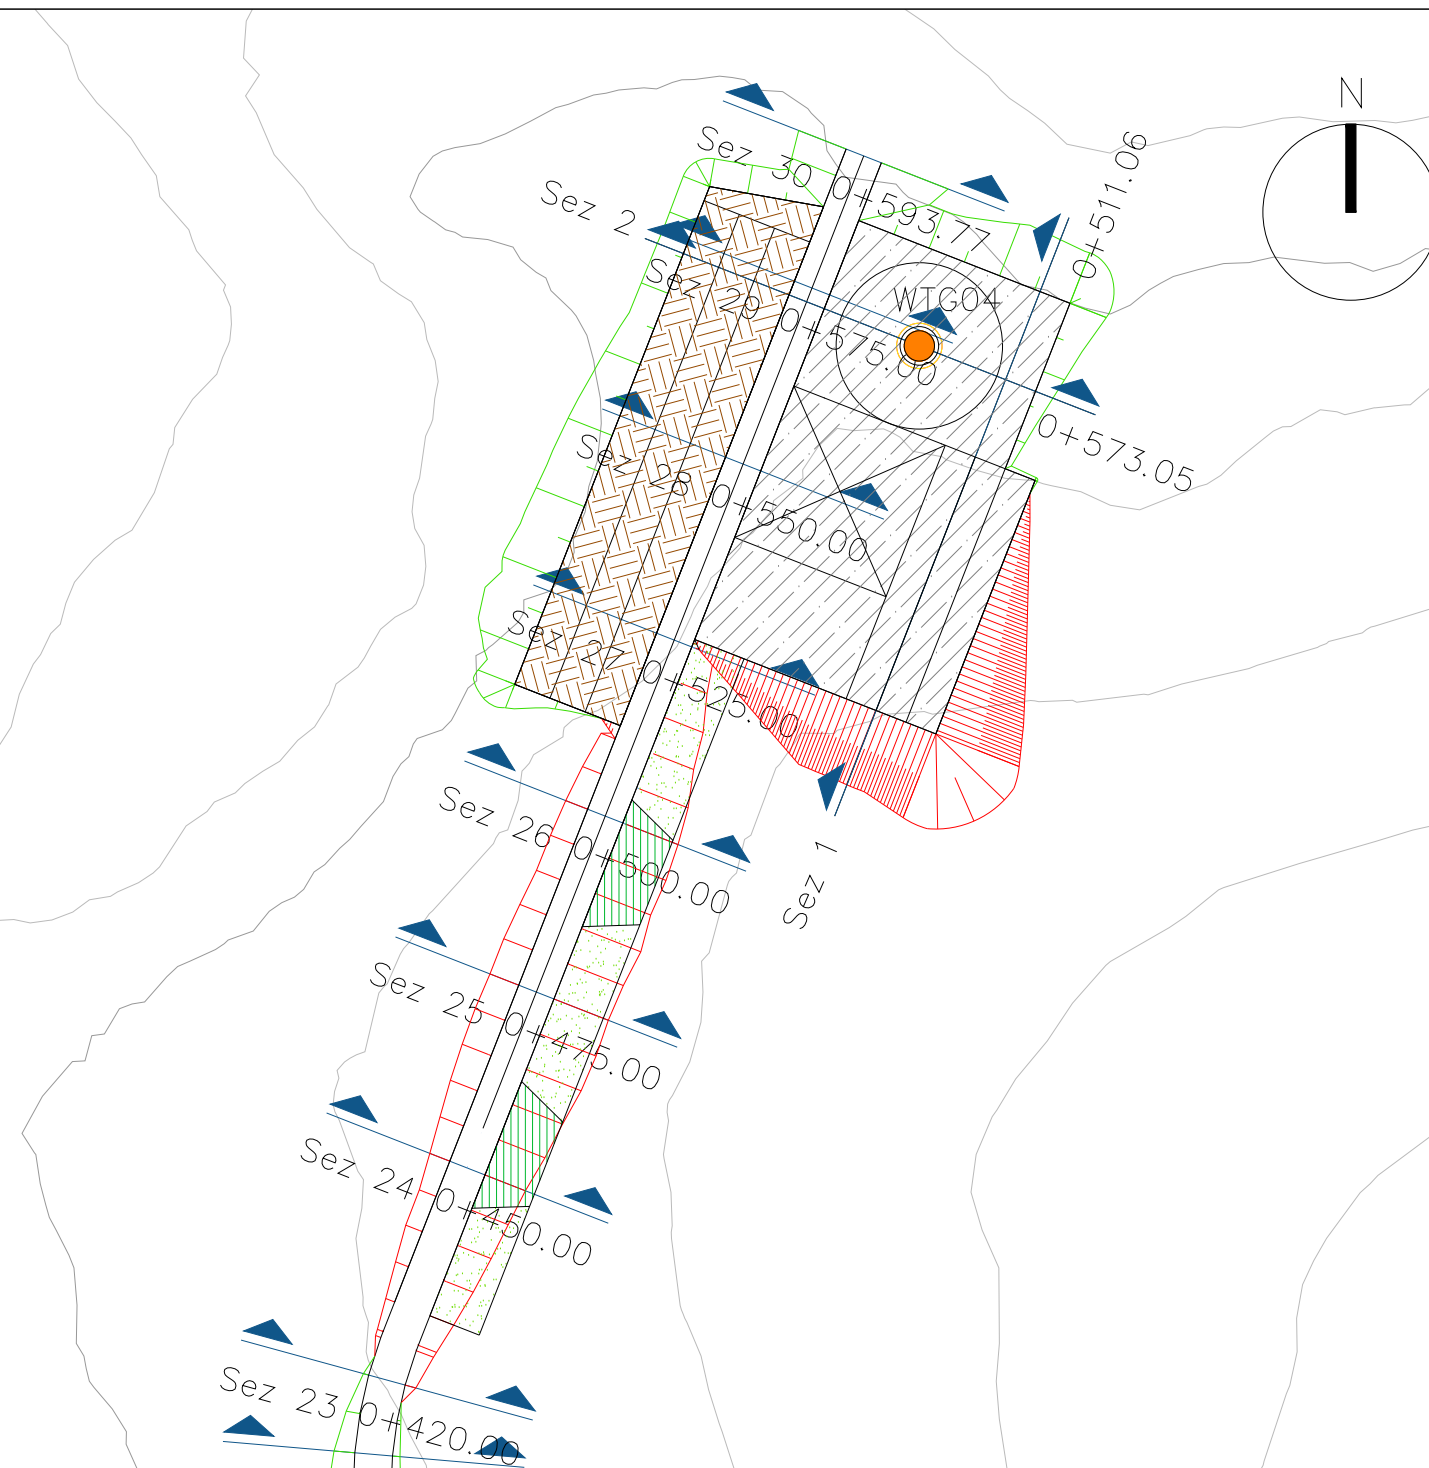 N
Sez 30 0+593.77
0+511.06
Sez 2
WTG04
Sez 29 0+575.00
0+573.05
Sez 28 0+550.00
Sez 27 0+525.00
Sez 26 0+500.00
Sez 1
Sez 25 0+475.00
Sez 24 0+450.00
Sez 23 0+420.00